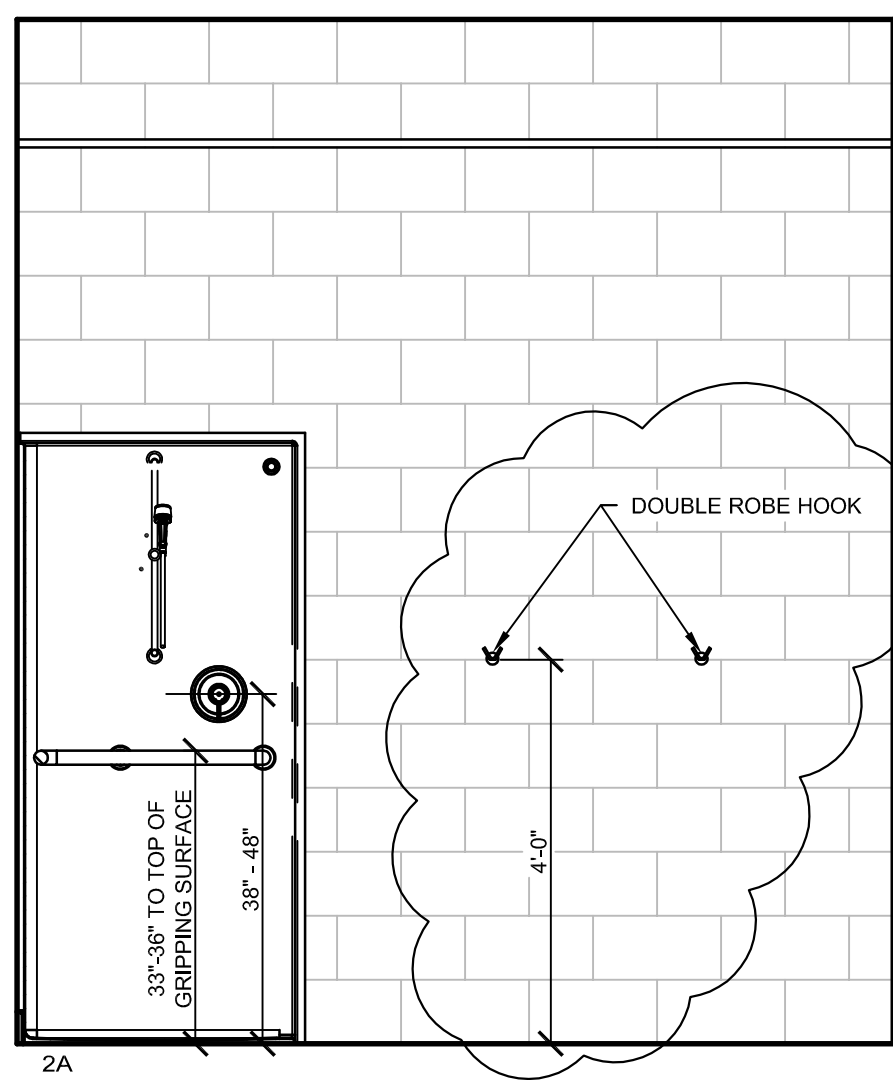 DOUBLE ROBE HOOK
33"-36" TO TOP OF
GRIPPING SURFACE
38" - 48"
4'-0"
2A